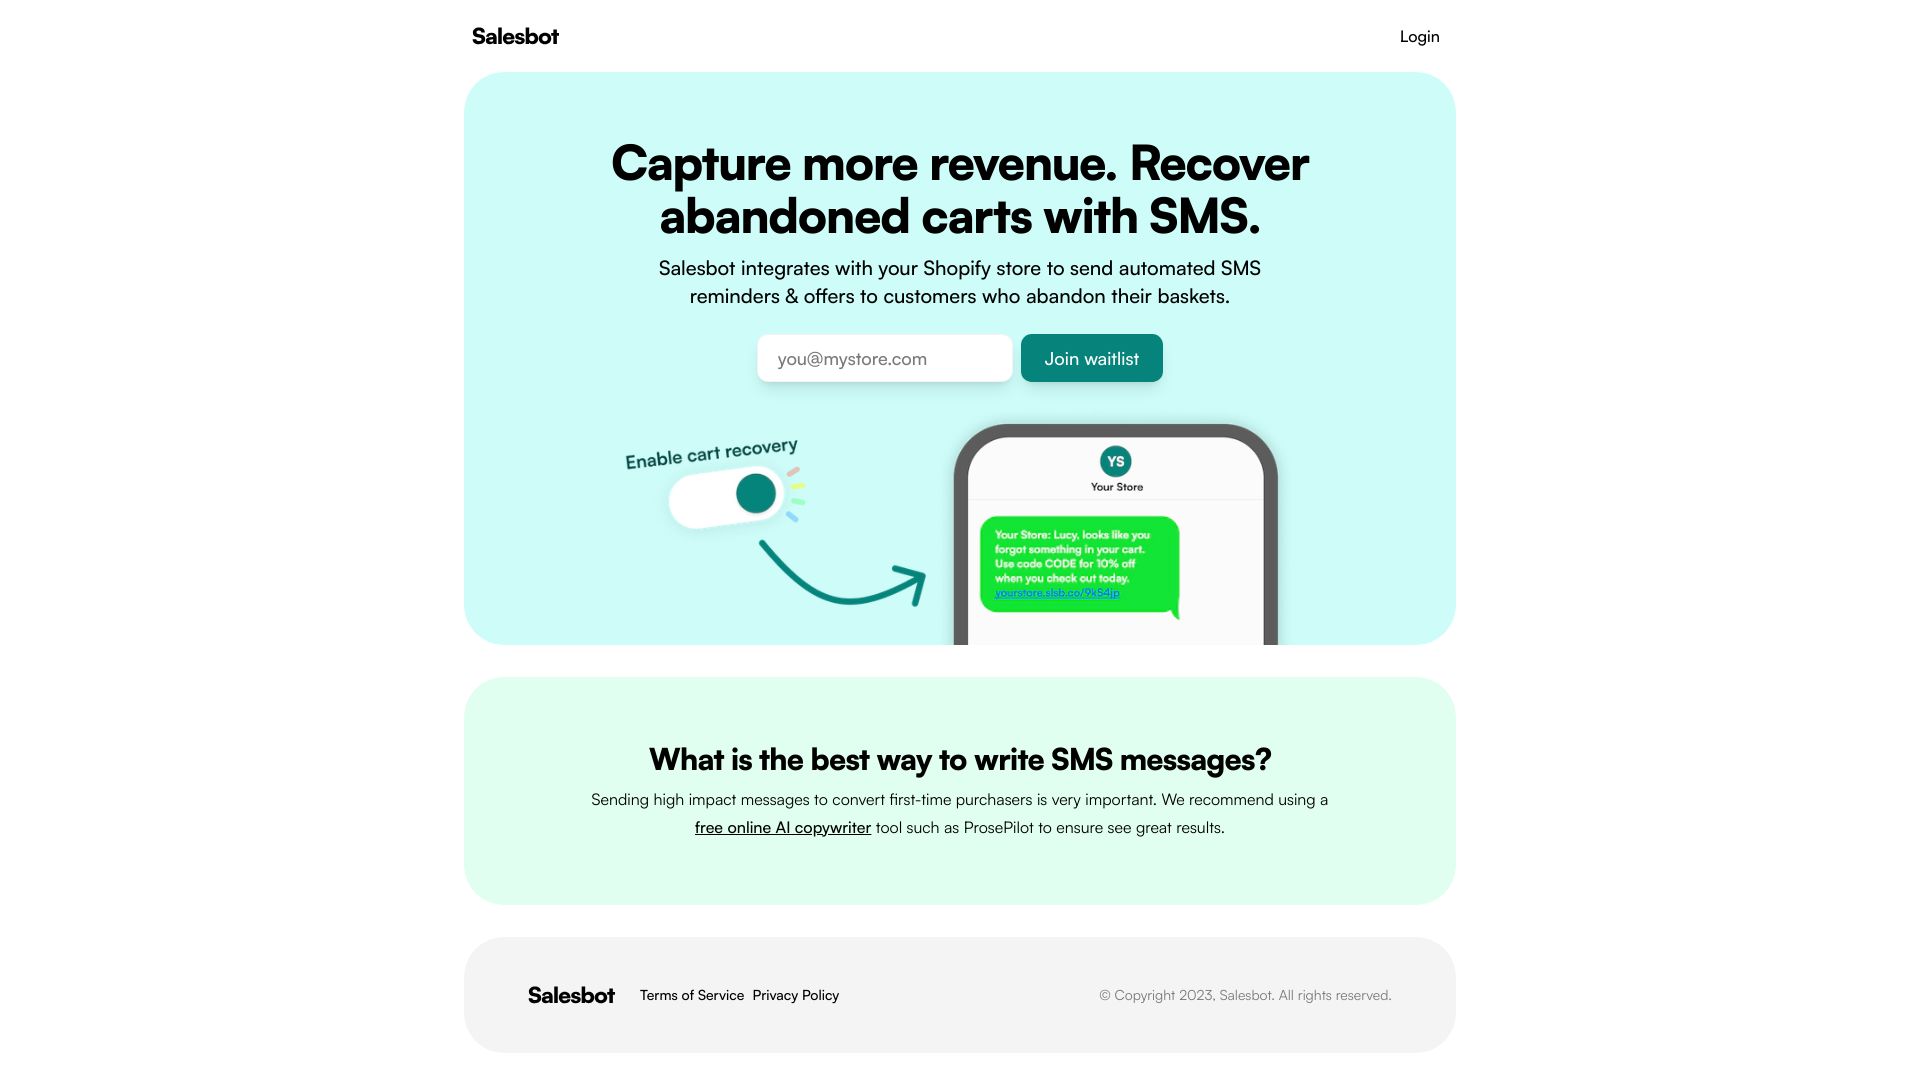 Salesbot
Login
Capture more revenue. Recover
abandoned carts with SMS.
Salesbot integrates with your Shopify store to send automated SMS
reminders & offers to customers who abandon their baskets.
you@mystore.com
Join waitlist
Enable cart recovery
YS
Your Store
Your Store: Lucy, looks like you
forgot something in your cart.
Use code CODE for 10% off
when you check out today.
yourstore.slsb.co/9k54jp
What is the best way to write SMS messages?
Sending high impact messages to convert first-time purchasers is very important. We recommend using a
free online AI copywriter tool such as ProsePilot to ensure see great results.
Salesbot
Terms of Service
Privacy Policy
© Copyright 2023, Salesbot. All rights reserved.